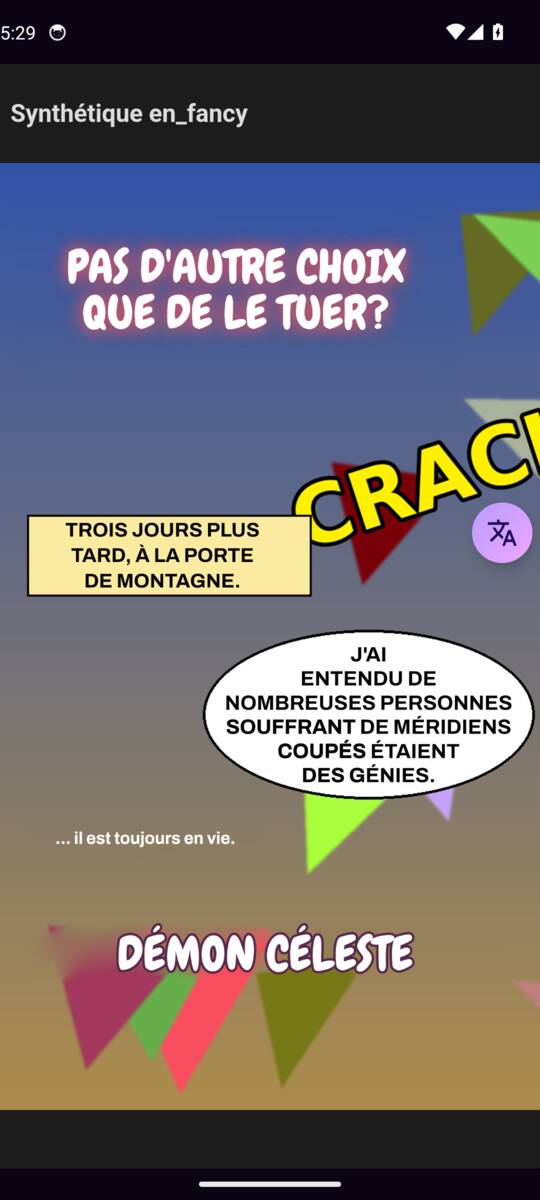 5:29
Synthétique en_fancy
PAS D'AUTRE CHOIX
QUE DE LE TUER?
TROIS JOURS PLUS
TARD, À LA PORTE
DE MONTAGNE.
J'AI
ENTENDU DE
NOMBREUSES PERSONNES
SOUFFRANT DE MÉRIDIENS
COUPÉS ÉTAIENT
DES GÉNIES.
... il est toujours en vie.
DÉMON CÉLESTE